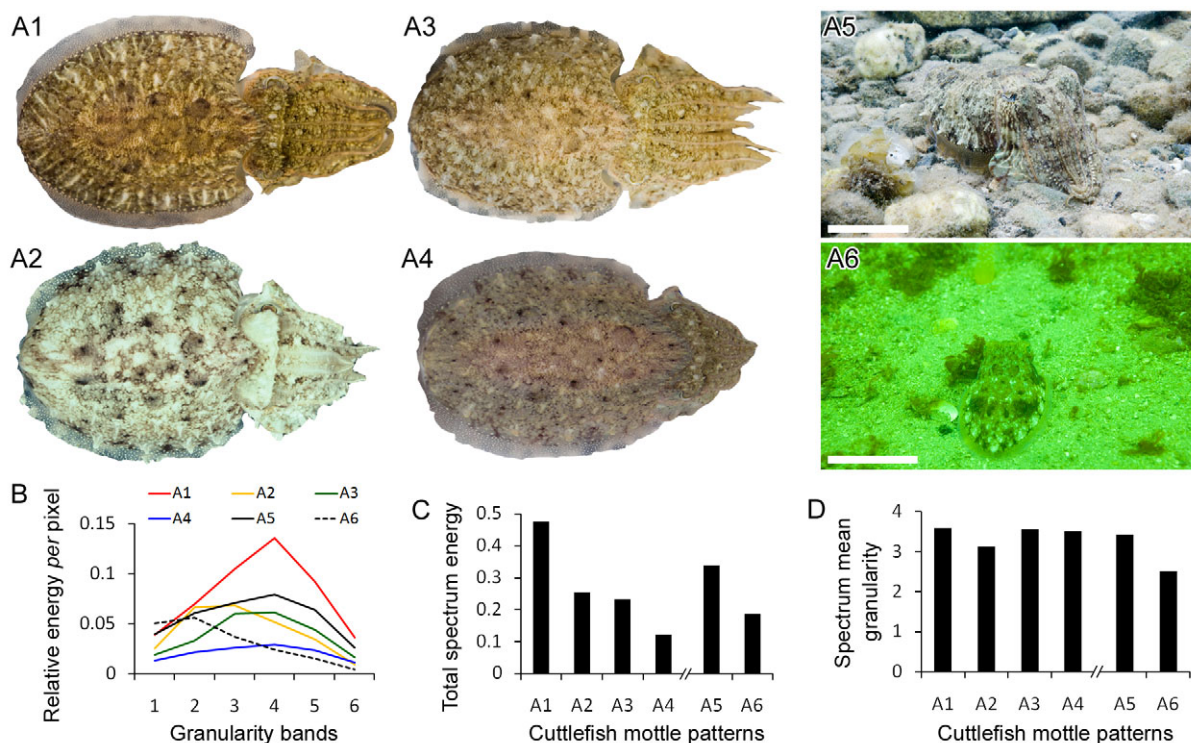 A1
A3
A5
A2
A4
A6
B
A1 A2 A3
A4 A5 A6
Relative energy per pixel
0.15
0.1
0.05
0
1 2 3 4 5 6
Granularity bands
C
Total spectrum energy
0.5
0.4
0.3
0.2
0.1
0
A1 A2 A3 A4 A5 A6
Cuttlefish mottle patterns
D
Spectrum mean
granularity
4
3
2
1
0
A1 A2 A3 A4 A5 A6
Cuttlefish mottle patterns